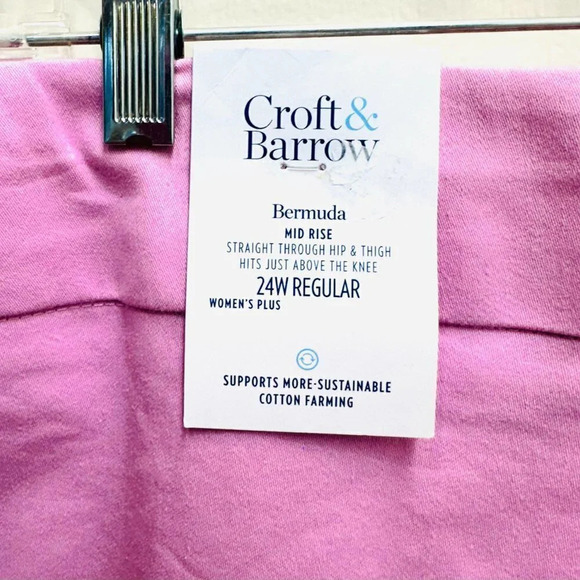 Croft&
Barrow
Bermuda
MID RISE
STRAIGHT THROUGH HIP & THIGH
HITS JUST ABOVE THE KNEE
24W REGULAR
WOMEN'S PLUS
SUPPORTS MORE-SUSTAINABLE
COTTON FARMING